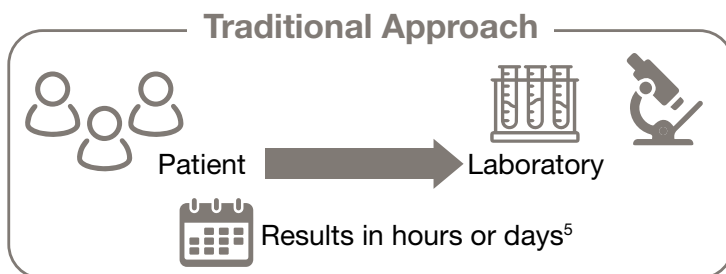 Traditional Approach
Patient
Laboratory
Results in hours or days⁵